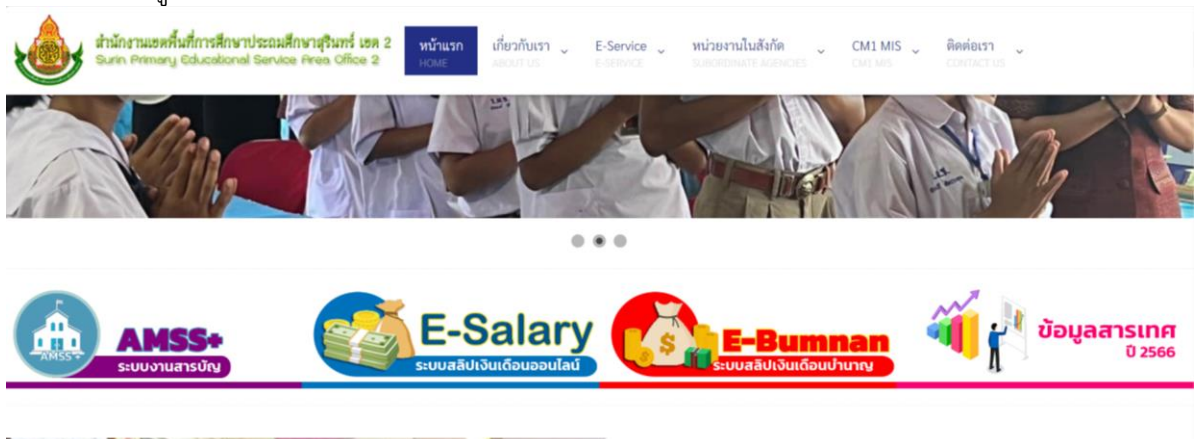 สำนักงานเขตพื้นที่การศึกษาประถมศึกษาสุรินทร์ เขต 2
Surin Primary Educational Service Area Office 2
หน้าแรก
HOME
เกี่ยวกับเรา
ABOUT US
E-Service
E-SERVICE
หน่วยงานในสังกัด
SUBORDINATE AGENCIES
CM1 MIS
CM1 MIS
ติดต่อเรา
CONTACT US
AMSS+
AMSS+
ระบบงานสารบัญ
E-Salary
ระบบสลิปเงินเดือนออนไลน์
E-Bumnan
ระบบสลิปเงินเดือนบำนาญ
ข้อมูลสารเทศ
ปี 2566